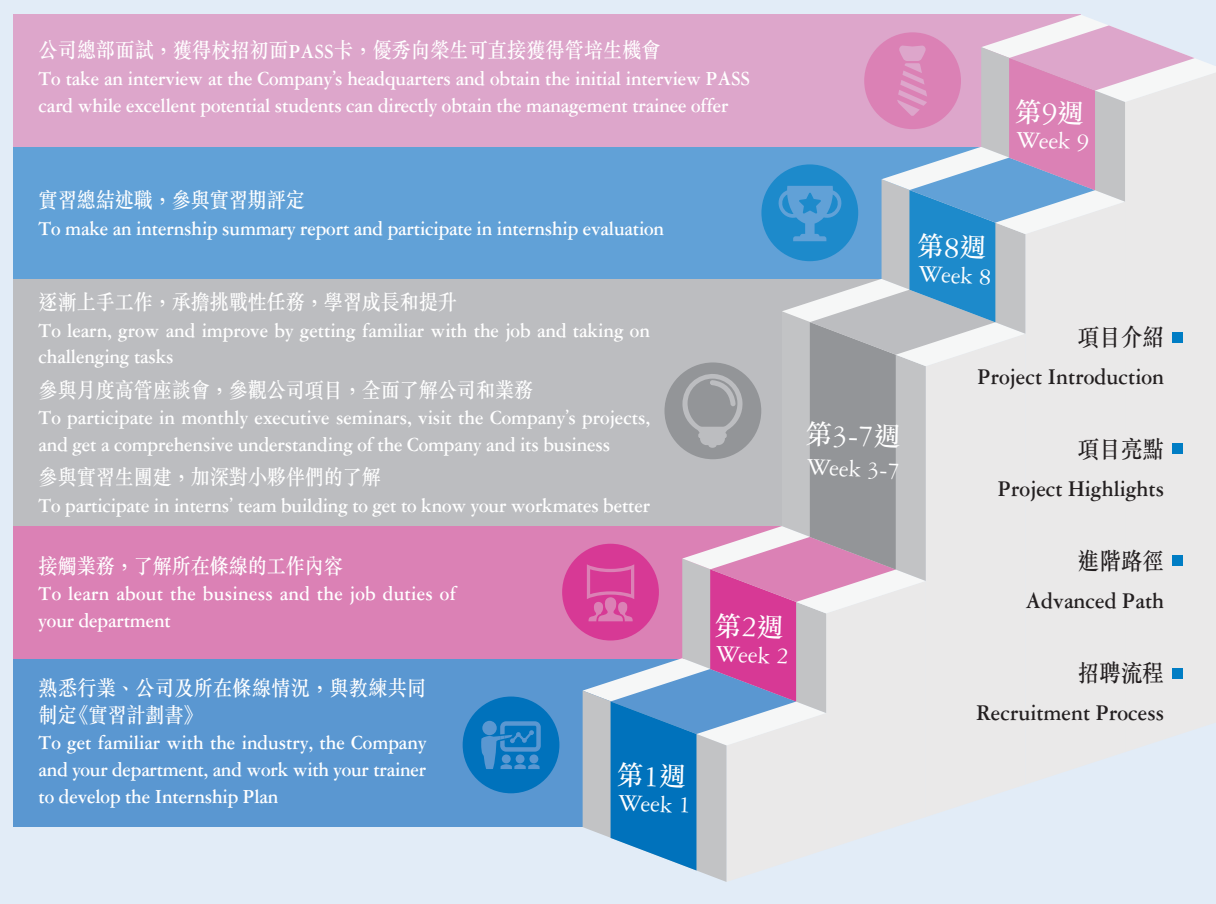 公司總部面試，獲得校招初面PASS卡，優秀向榮生可直接獲得管培生機會
To take an interview at the Company's headquarters and obtain the initial interview PASS
card while excellent potential students can directly obtain the management trainee offer
第9週
Week 9
實習總結述職，參與實習期評定
To make an internship summary report and participate in internship evaluation
第8週
Week 8
逐漸上手工作，承擔挑戰性任務，學習成長和提升
To learn, grow and improve by getting familiar with the job and taking on
challenging tasks
參與月度高管座談會，參觀公司項目，全面了解公司和業務
To participate in monthly executive seminars, visit the Company's projects,
and get a comprehensive understanding of the Company and its business
參與實習生團建，加深對小夥伴們的了解
To participate in interns' team building to get to know your workmates better
第3-7週
Week 3-7
接觸業務，了解所在條線的工作內容
To learn about the business and the job duties of
your department
第2週
Week 2
熟悉行業、公司及所在條線情況，與教練共同
制定《實習計劃書》
To get familiar with the industry, the Company
and your department, and work with your trainer
to develop the Internship Plan
第1週
Week 1
項目介紹
Project Introduction
項目亮點
Project Highlights
進階路徑
Advanced Path
招聘流程
Recruitment Process